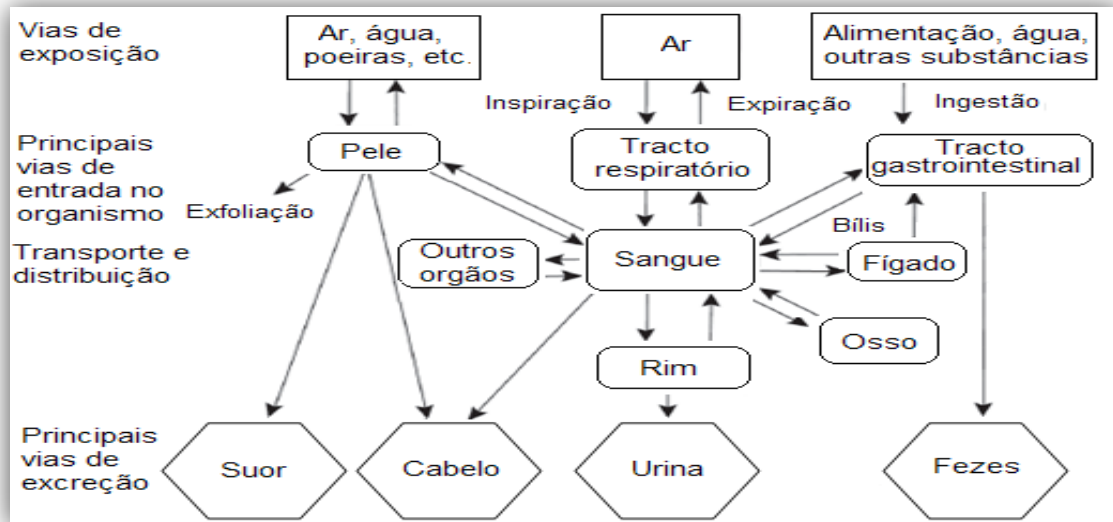 Vias de
exposição
Ar, água,
poeiras, etc.
Ar
Alimentação, água,
outras substâncias
Inspiração
Expiração
Ingestão
Principais
vias de
entrada no
organismo
Pele
Tracto
respiratório
Tracto
gastrointestinal
Exfoliação
Bílis
Transporte e
distribuição
Outros
orgãos
Sangue
Fígado
Osso
Rim
Principais
vias de
excreção
Suor
Cabelo
Urina
Fezes